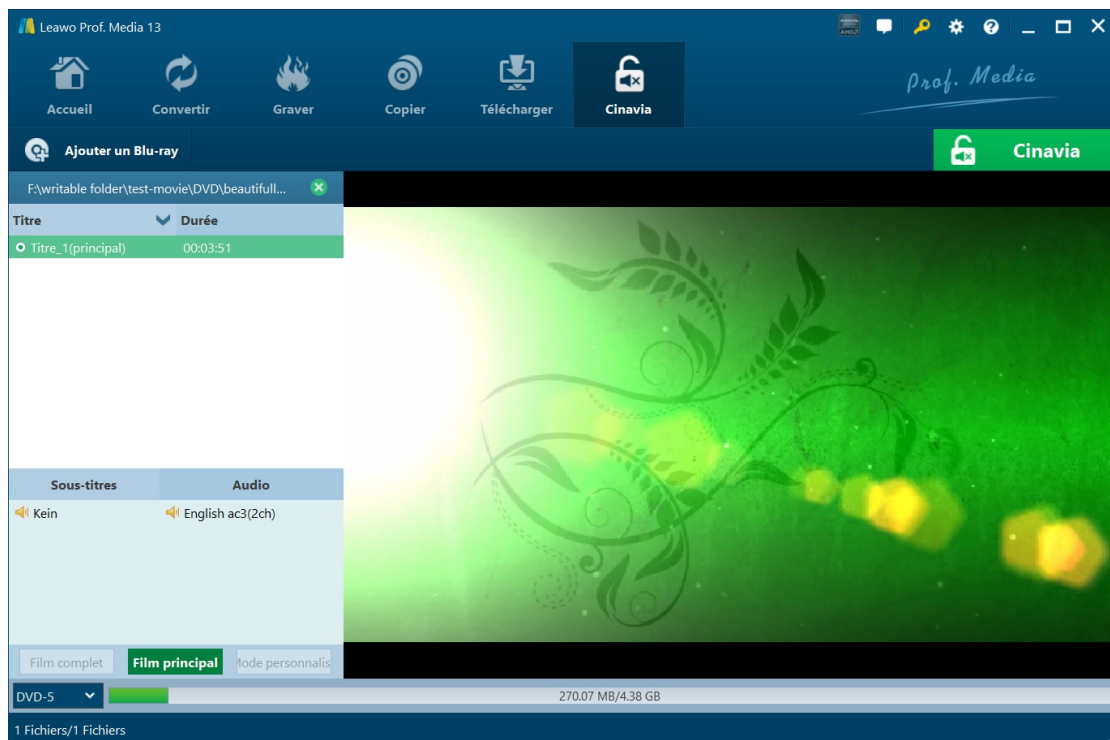 Leawo Prof. Media 13
Accueil
Convertir
Graver
Copier
Télécharger
Cinavia
Prof. Media
Ajouter un Blu-ray
Cinavia
F:\writable folder\test-movie\DVD\beautifull...
Titre Durée
Titre_1(principal) 00:03:51
Sous-titres Audio
Kein English ac3(2ch)
Film complet Film principal Mode personnalis
DVD-5 270.07 MB/4.38 GB
1 Fichiers/1 Fichiers